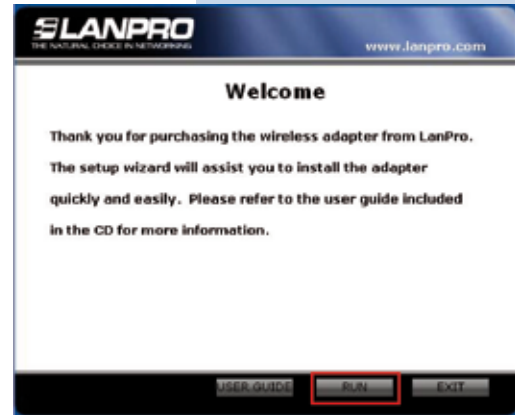 LANPRO
THE NATURAL CHOICE IN NETWORKING
www.lanpro.com
Welcome
Thank you for purchasing the wireless adapter from LanPro.
The setup wizard will assist you to install the adapter
quickly and easily. Please refer to the user guide included
in the CD for more information.
USER GUIDE RUN EXIT